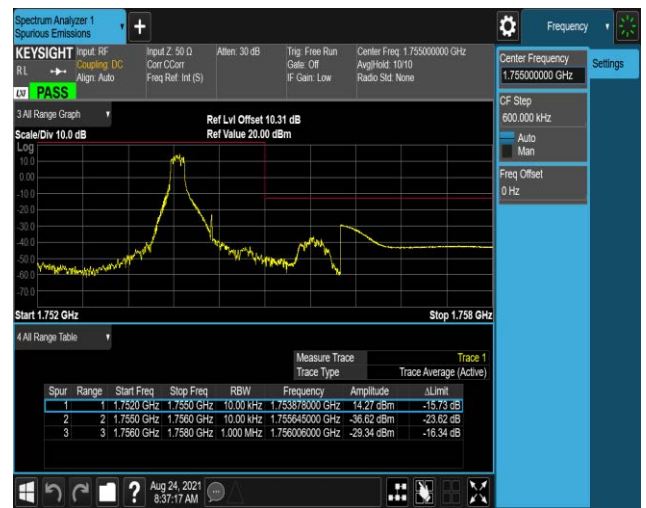 Spectrum Analyzer 1
Spurious Emissions
Frequency
KEYSIGHT Input: RF Input Z: 50 Ω Atten: 30 dB Trig: Free Run Center Freq: 1.755000000 GHz
RL Coupling: DC Corr CCorr Gate: Off Avg|Hold: 10/10
Align: Auto Freq Ref: Int (S) IF Gain: Low Radio Std: None
LXI PASS
Center Frequency
1.755000000 GHz
Settings
CF Step
600.000 kHz
Auto
Man
Freq Offset
0 Hz
3 All Range Graph
Ref Lvl Offset 10.31 dB
Scale/Div 10.0 dB Ref Value 20.00 dBm
Log
10.0
0.00
-10.0
-20.0
-30.0
-40.0
-50.0
-60.0
-70.0
Start 1.752 GHz Stop 1.758 GHz
4 All Range Table
Measure Trace Trace 1
Trace Type Trace Average (Active)
Spur Range Start Freq Stop Freq RBW Frequency Amplitude ΔLimit
1 1 1.7520 GHz 1.7550 GHz 10.00 kHz 1.753878000 GHz 14.27 dBm -15.73 dB
2 2 1.7550 GHz 1.7560 GHz 10.00 kHz 1.755645000 GHz -36.62 dBm -23.62 dB
3 3 1.7560 GHz 1.7580 GHz 1.000 MHz 1.756006000 GHz -29.34 dBm -16.34 dB
Aug 24, 2021
8:37:17 AM